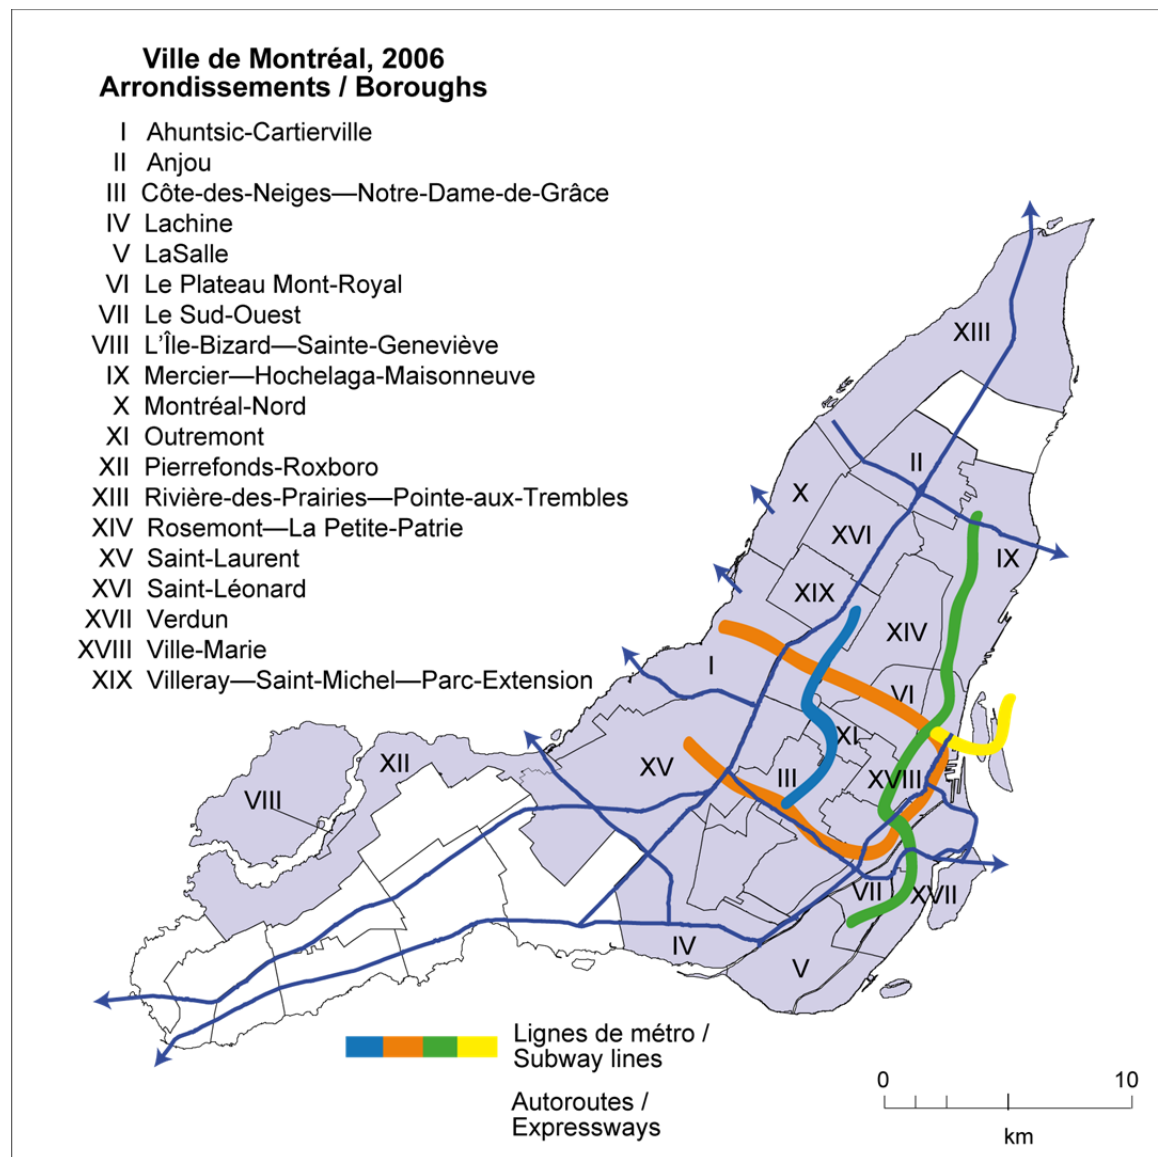 Ville de Montréal, 2006
Arrondissements / Boroughs
I Ahuntsic-Cartierville
II Anjou
III Côte-des-Neiges—Notre-Dame-de-Grâce
IV Lachine
V LaSalle
VI Le Plateau Mont-Royal
VII Le Sud-Ouest
VIII L'Île-Bizard—Sainte-Geneviève
IX Mercier—Hochelaga-Maisonneuve
X Montréal-Nord
XI Outremont
XII Pierrefonds-Roxboro
XIII Rivière-des-Prairies—Pointe-aux-Trembles
XIV Rosemont—La Petite-Patrie
XV Saint-Laurent
XVI Saint-Léonard
XVII Verdun
XVIII Ville-Marie
XIX Villeray—Saint-Michel—Parc-Extension
XIII
II
X
XVI
IX
XIX
XIV
I
VI
XI
XII
XV
III
XVIII
VIII
VII
XVII
IV
V
Lignes de métro /
Subway lines
Autoroutes /
Expressways
0 10
km